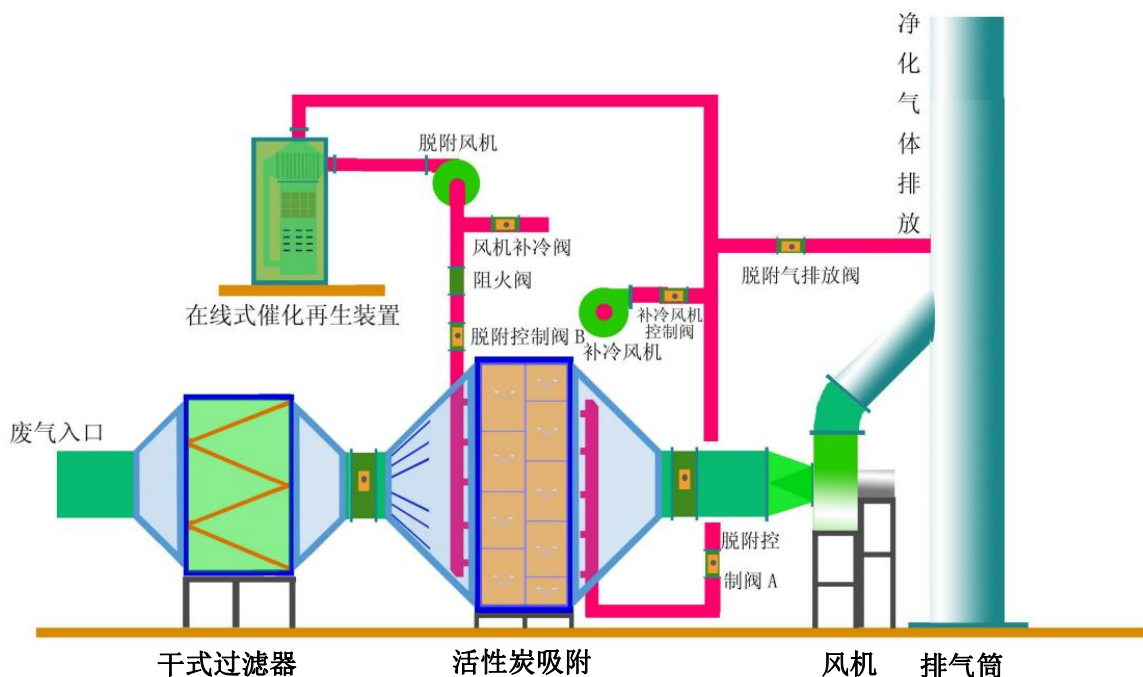 净
化
气
体
排
放
脱附风机
风机补冷阀
脱附气排放阀
阻火阀
在线式催化再生装置
补冷风机
控制阀
脱附控制阀 B
补冷风机
废气入口
脱附控
制阀 A
干式过滤器
活性炭吸附
风机
排气筒